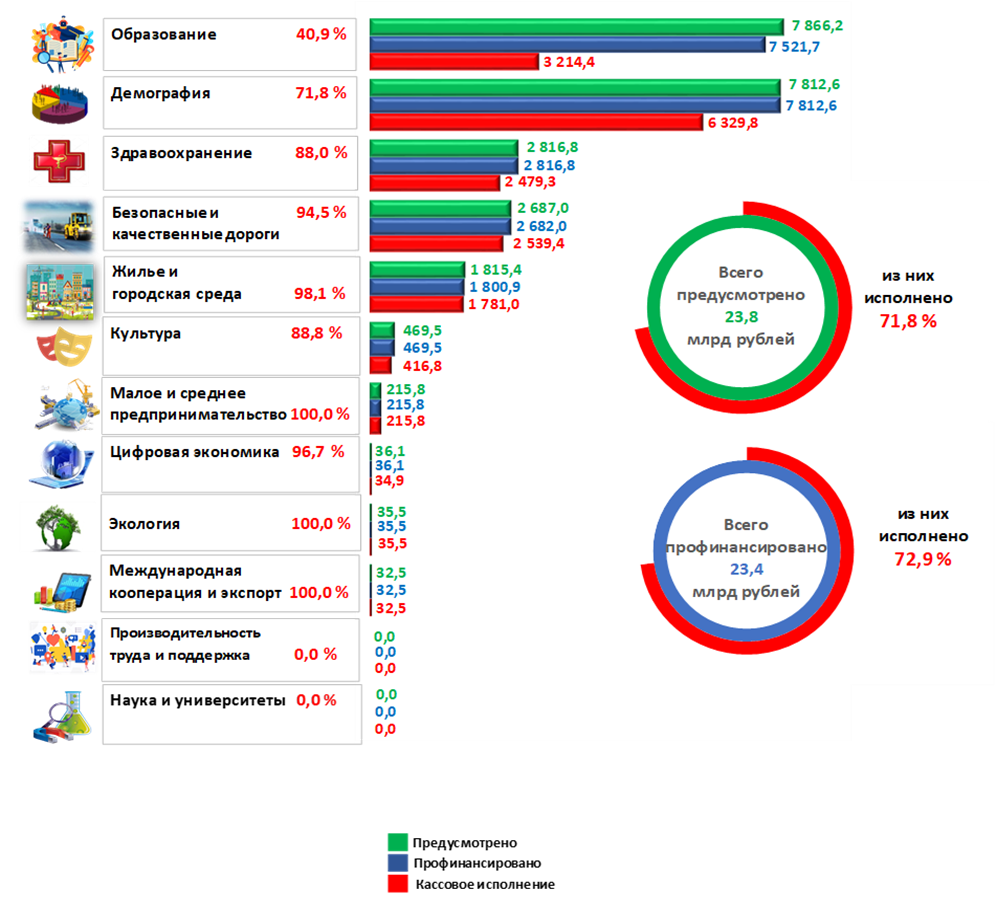 Образование 40,9 %
7 866,2
7 521,7
3 214,4
Демография 71,8 %
7 812,6
7 812,6
6 329,8
Здравоохранение 88,0 %
2 816,8
2 816,8
2 479,3
Безопасные и 94,5 %
качественные дороги
2 687,0
2 682,0
2 539,4
Жилье и
городская среда 98,1 %
1 815,4
1 800,9
1 781,0
Культура 88,8 %
469,5
469,5
416,8
Малое и среднее
предпринимательство 100,0 %
215,8
215,8
215,8
Цифровая экономика 96,7 %
36,1
36,1
34,9
Экология 100,0 %
35,5
35,5
35,5
Международная
кооперация и экспорт 100,0 %
32,5
32,5
32,5
Производительность
труда и поддержка 0,0 %
0,0
0,0
0,0
Наука и университеты 0,0 %
0,0
0,0
0,0
Всего
предусмотрено
23,8
млрд рублей
из них
исполнено
71,8 %
Всего
профинансировано
23,4
млрд рублей
из них
исполнено
72,9 %
Предусмотрено
Профинансировано
Кассовое исполнение